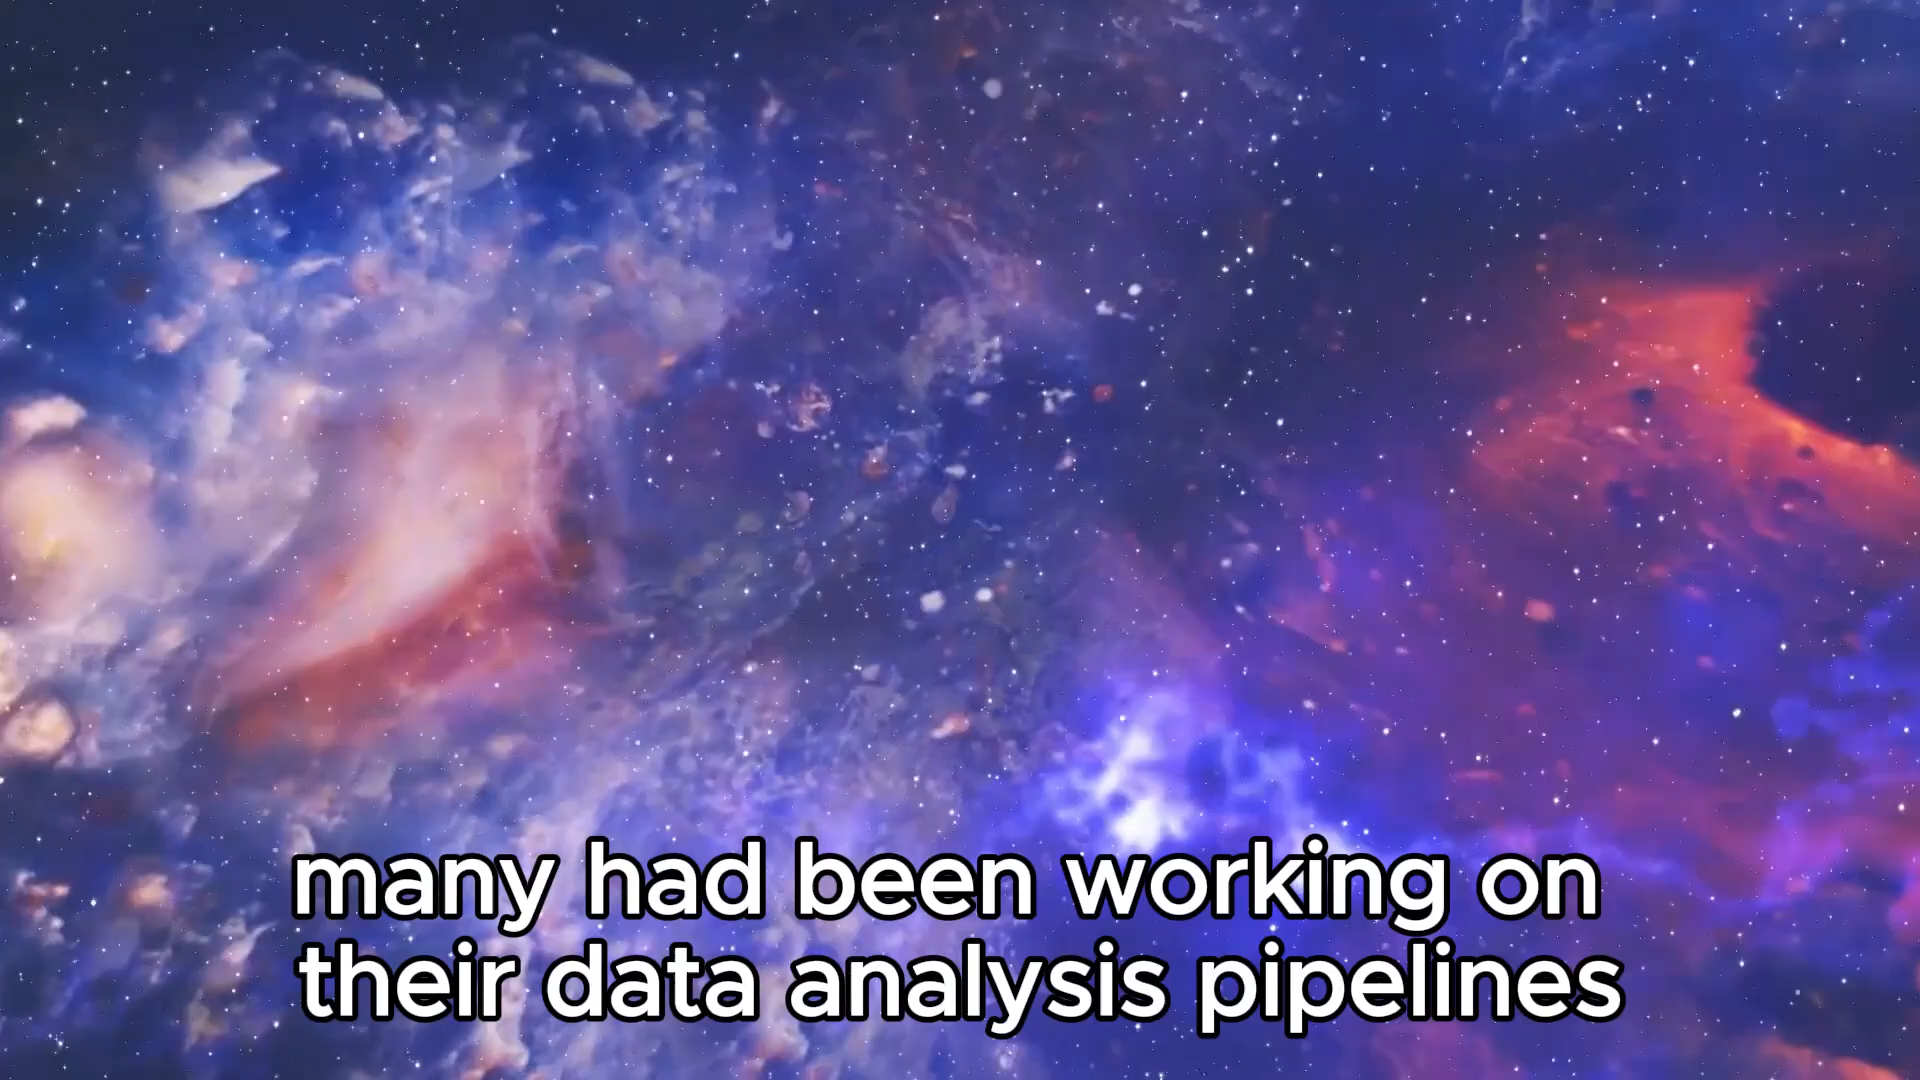 many had been working on
their data analysis pipelines